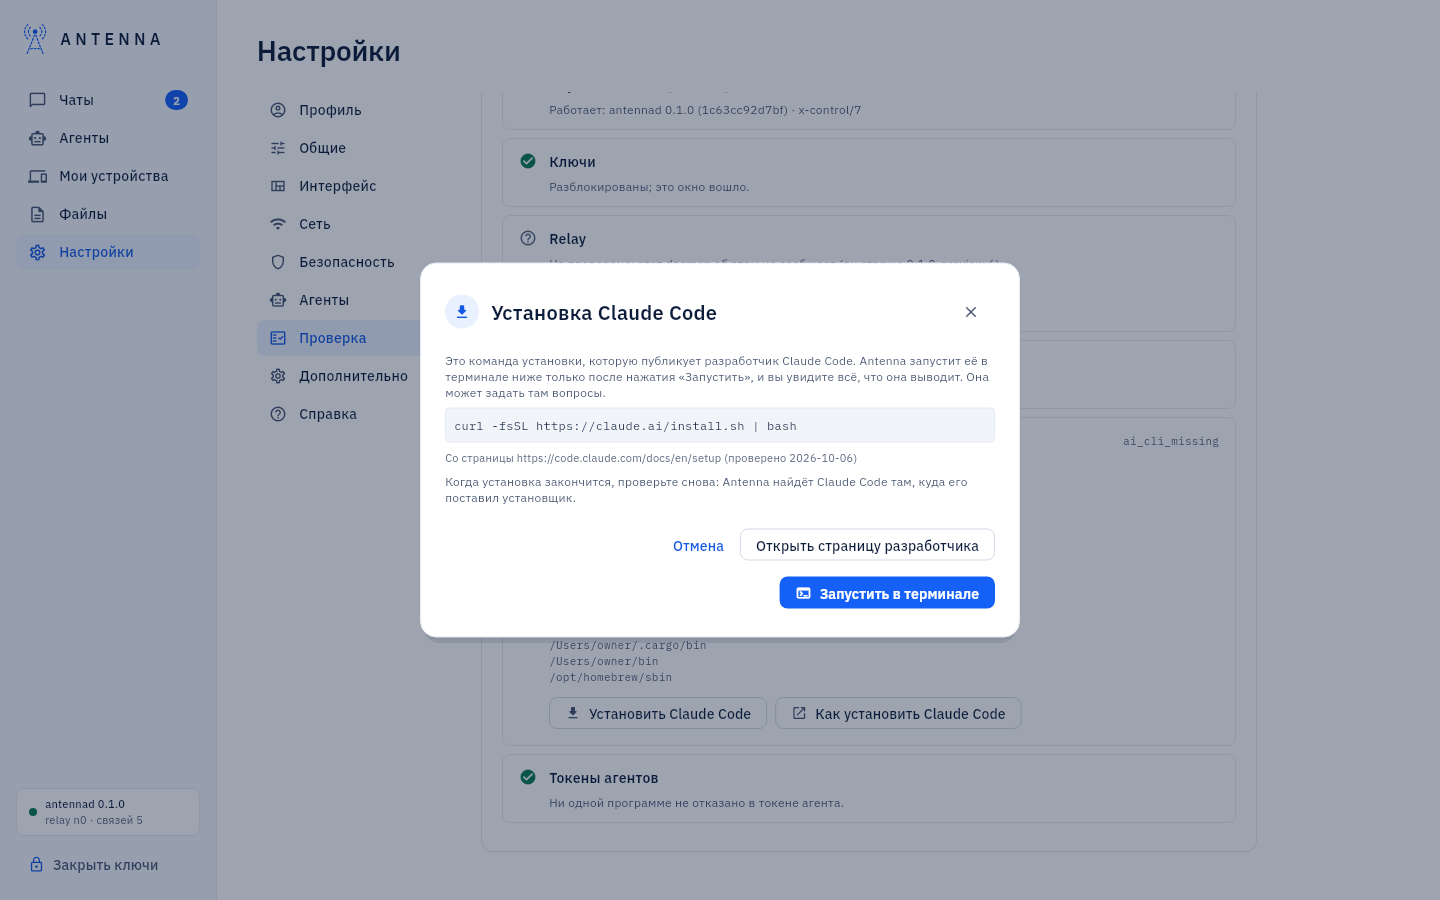 ANTENNA
Чаты
2
Агенты
Мои устройства
Файлы
Настройки
antennad 0.1.0
relay n0 · связей 5
Закрыть ключи
Настройки
Профиль
Общие
Интерфейс
Сеть
Безопасность
Агенты
Проверка
Дополнительно
Справка
Работает: antennad 0.1.0 (1c63cc92d7bf) · x-control/7
Ключи
Разблокированы; это окно вошло.
Relay
ai_cli_missing
Установка Claude Code
Это команда установки, которую публикует разработчик Claude Code. Antenna запустит её в
терминале ниже только после нажатия «Запустить», и вы увидите всё, что она выводит. Она
может задать там вопросы.
curl -fsSL https://claude.ai/install.sh | bash
Со страницы https://code.claude.com/docs/en/setup (проверено 2026-10-06)
Когда установка закончится, проверьте снова: Antenna найдёт Claude Code там, куда его
поставил установщик.
Отмена
Открыть страницу разработчика
Запустить в терминале
/Users/owner/.cargo/bin
/Users/owner/bin
/opt/homebrew/sbin
Установить Claude Code
Как установить Claude Code
Токены агентов
Ни одной программе не отказано в токене агента.